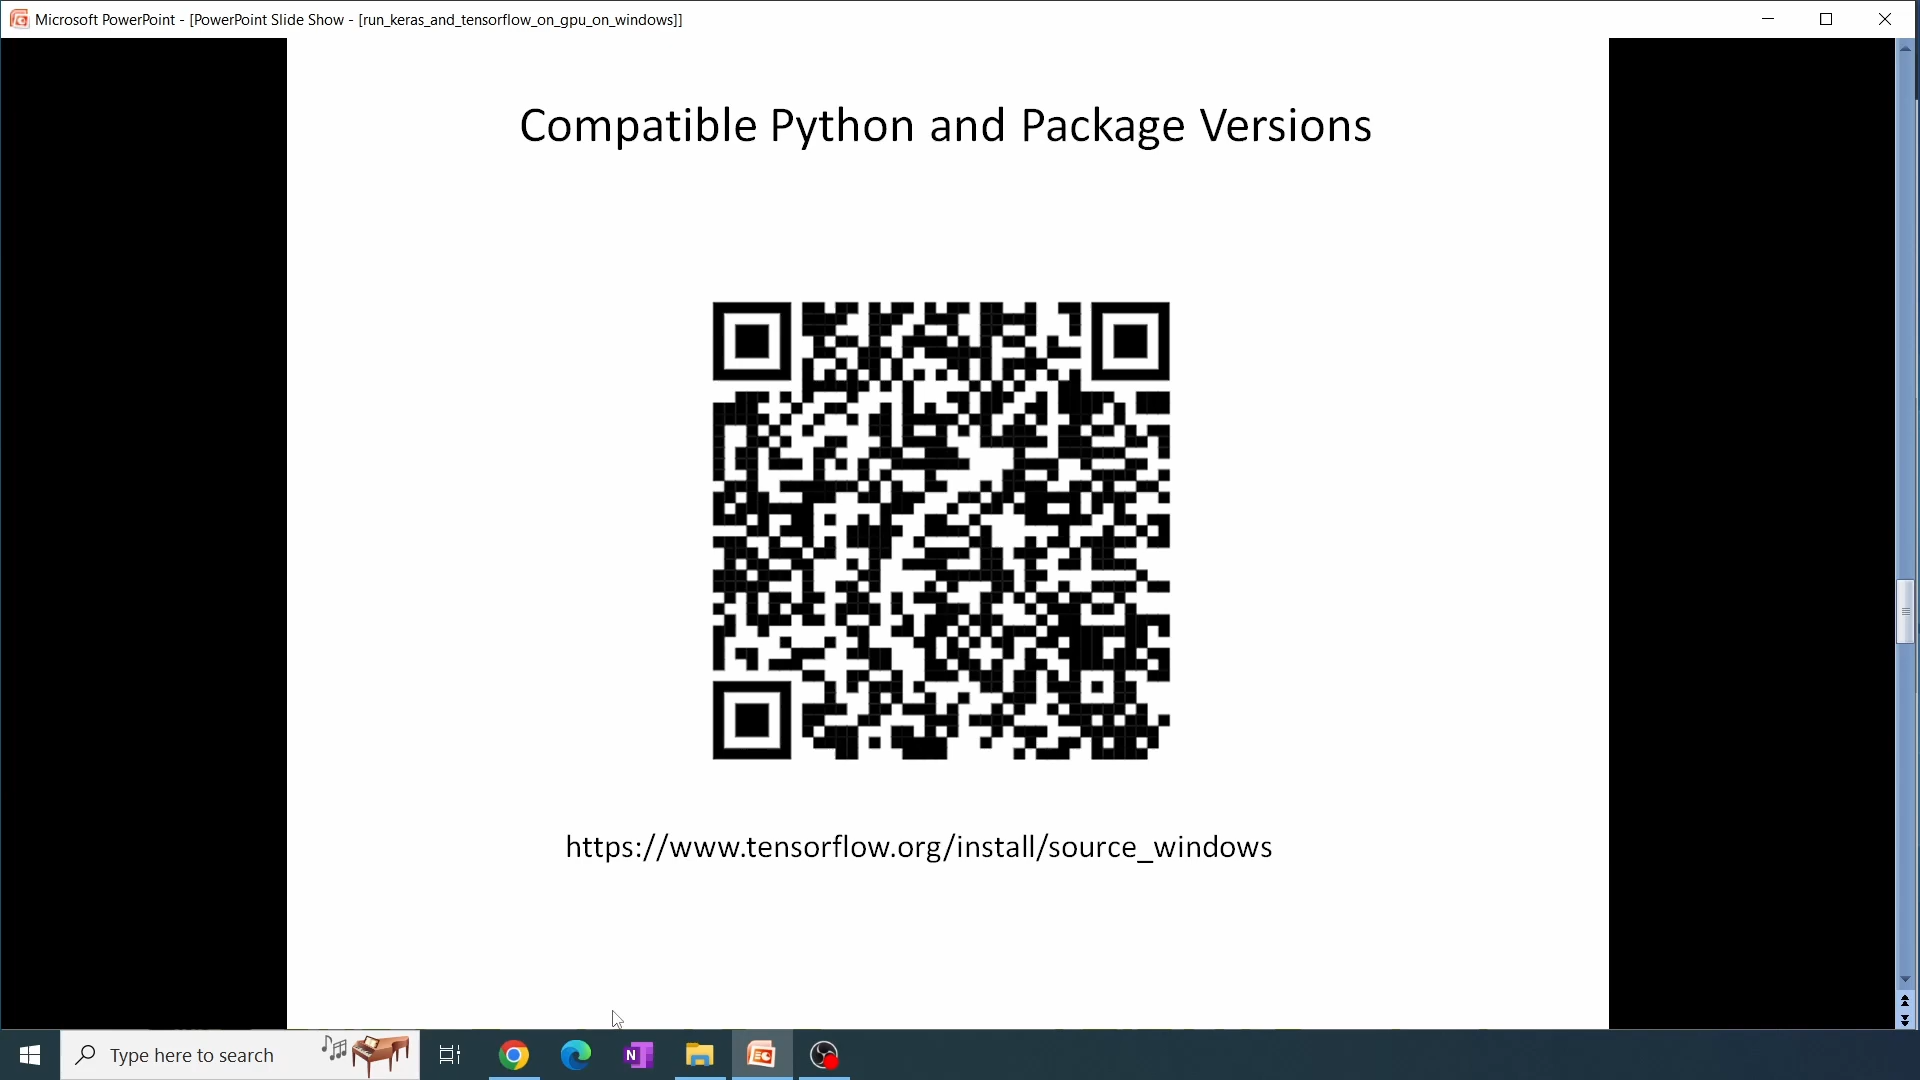 Microsoft PowerPoint - [PowerPoint Slide Show - [run_keras_and_tensorflow_on_gpu_on_windows]]
Compatible Python and Package Versions
https://www.tensorflow.org/install/source_windows
Type here to search